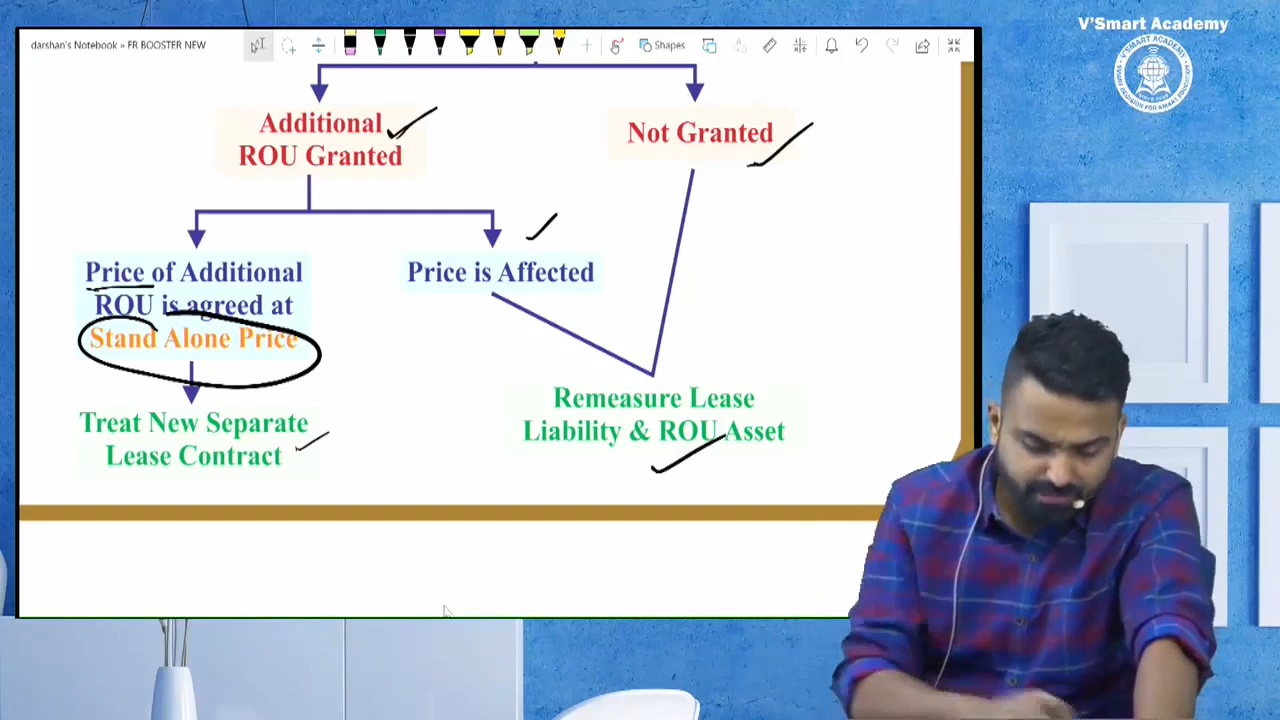 V'Smart Academy
darshan's Notebook » FR BOOSTER NEW
Shapes
Additional
ROU Granted
Not Granted
Price of Additional
ROU is agreed at
Stand Alone Price
Price is Affected
Treat New Separate
Lease Contract
Remeasure Lease
Liability & ROU Asset